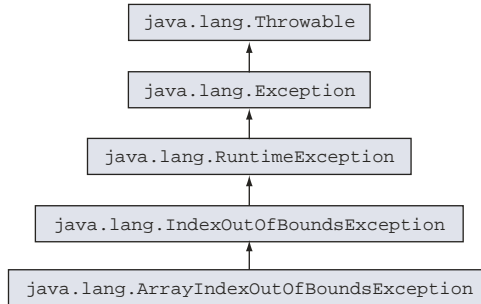 java.lang.Throwable
java.lang.Exception
java.lang.RuntimeException
java.lang.IndexOutOfBoundsException
java.lang.ArrayIndexOutOfBoundsException